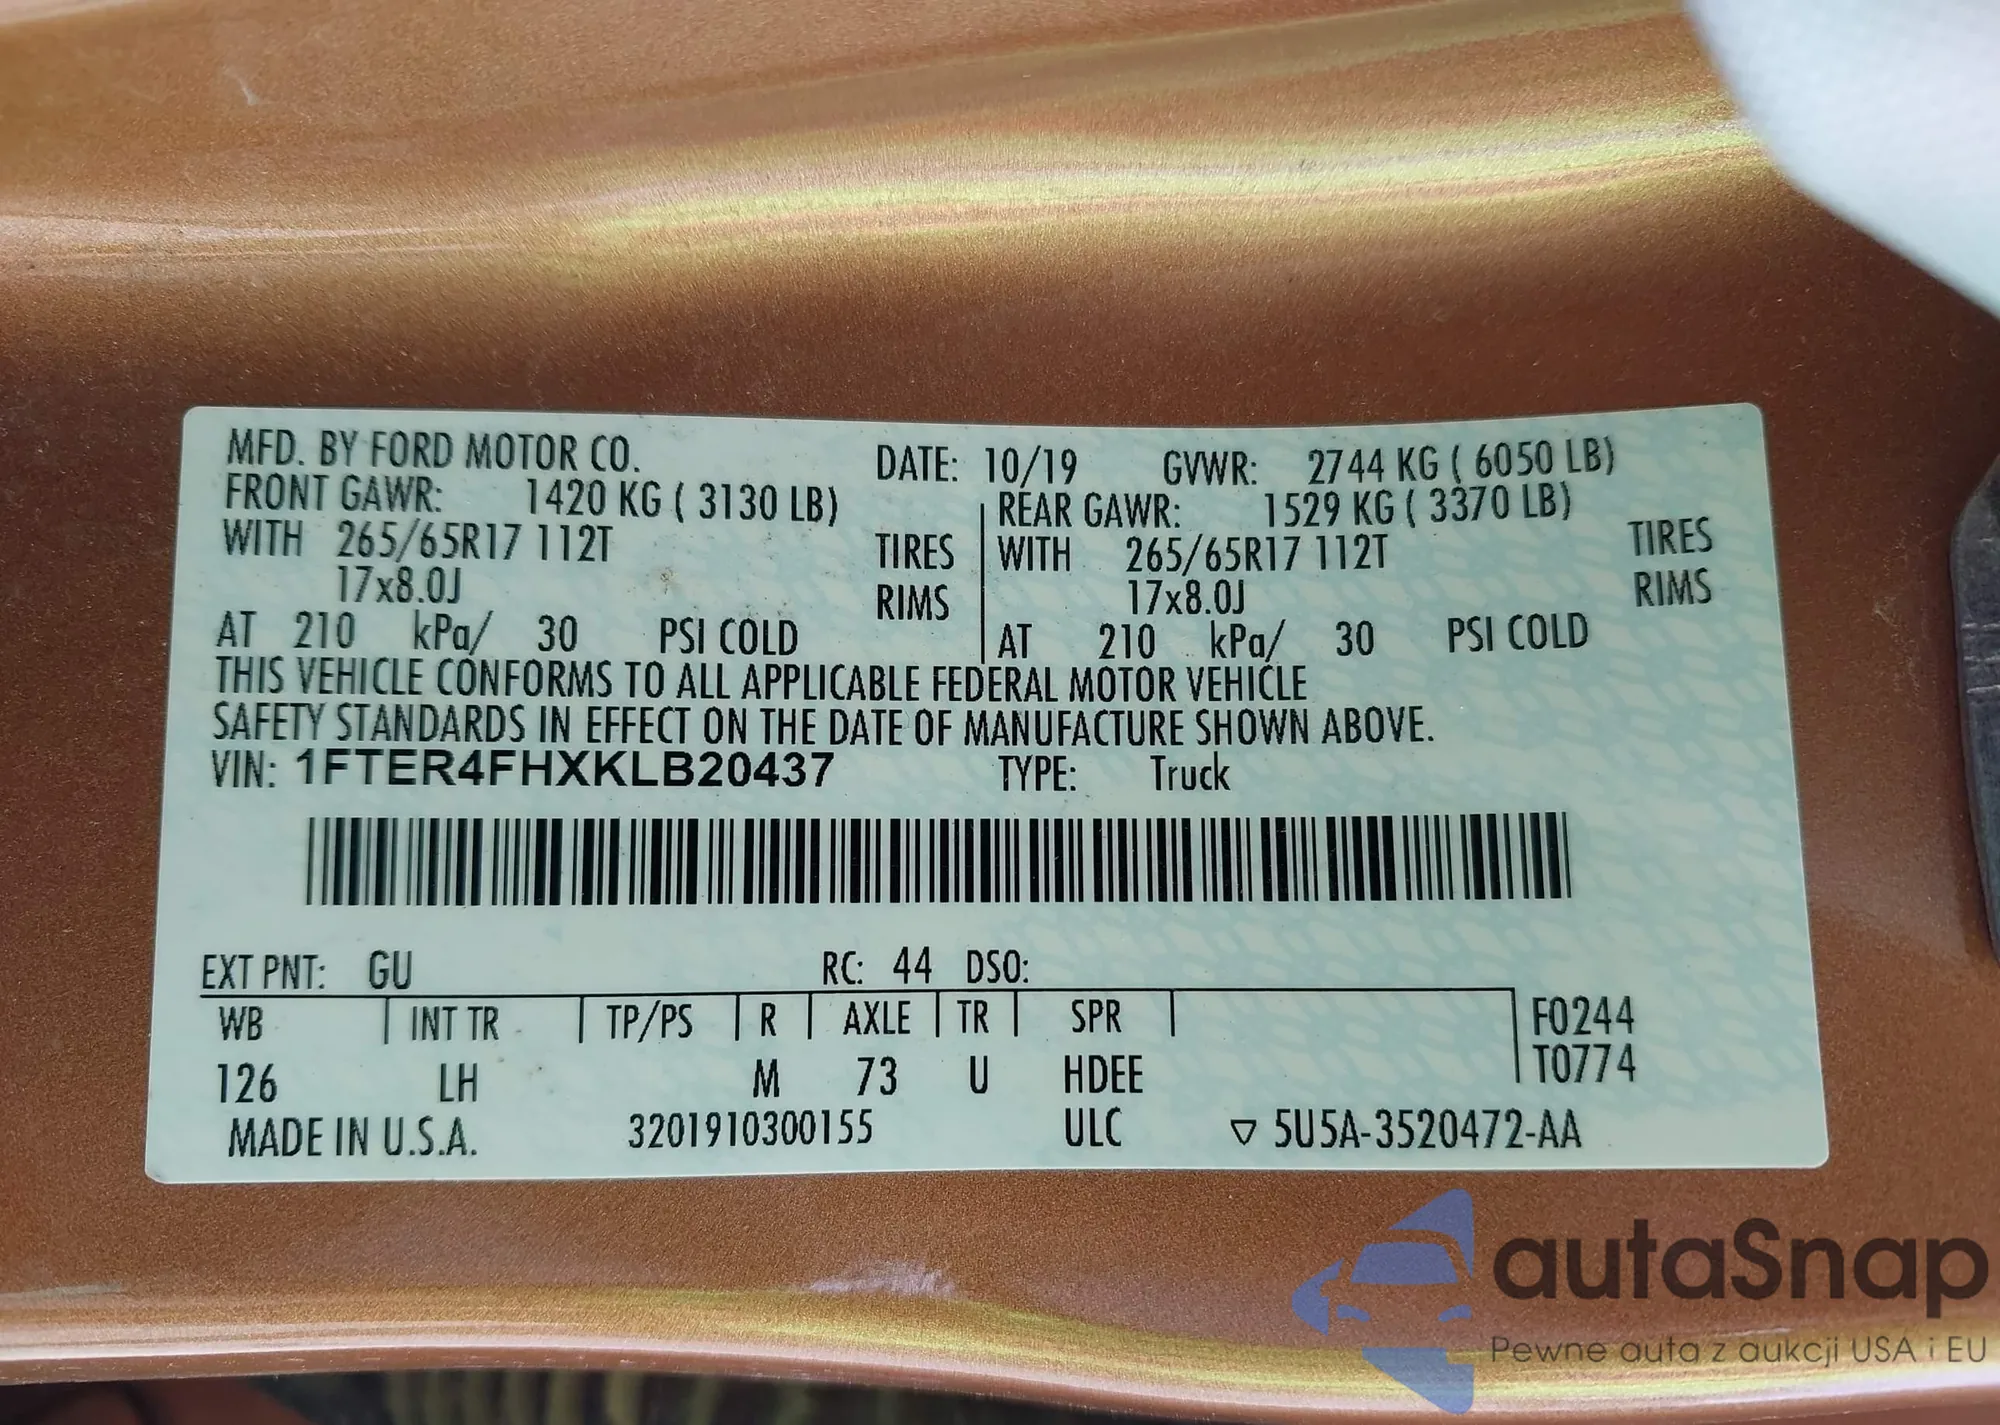 MFD. BY FORD MOTOR CO. DATE: 10/19 GVWR: 2744 KG ( 6050 LB)
FRONT GAWR: 1420 KG ( 3130 LB) REAR GAWR: 1529 KG ( 3370 LB)
WITH 265/65R17 112T TIRES WITH 265/65R17 112T TIRES
17x8.0J RIMS 17x8.0J RIMS
AT 210 kPa/ 30 PSI COLD AT 210 kPa/ 30 PSI COLD
THIS VEHICLE CONFORMS TO ALL APPLICABLE FEDERAL MOTOR VEHICLE
SAFETY STANDARDS IN EFFECT ON THE DATE OF MANUFACTURE SHOWN ABOVE.
VIN: 1FTER4FHXKLB20437 TYPE: Truck
EXT PNT: GU RC: 44 DSO:
WB INT TR TP/PS R AXLE TR SPR F0244
126 LH M 73 U HDEE T0774
MADE IN U.S.A. 3201910300155 ULC ▽ 5U5A-3520472-AA
autaSnap
Pewne auta z aukcji USA i EU